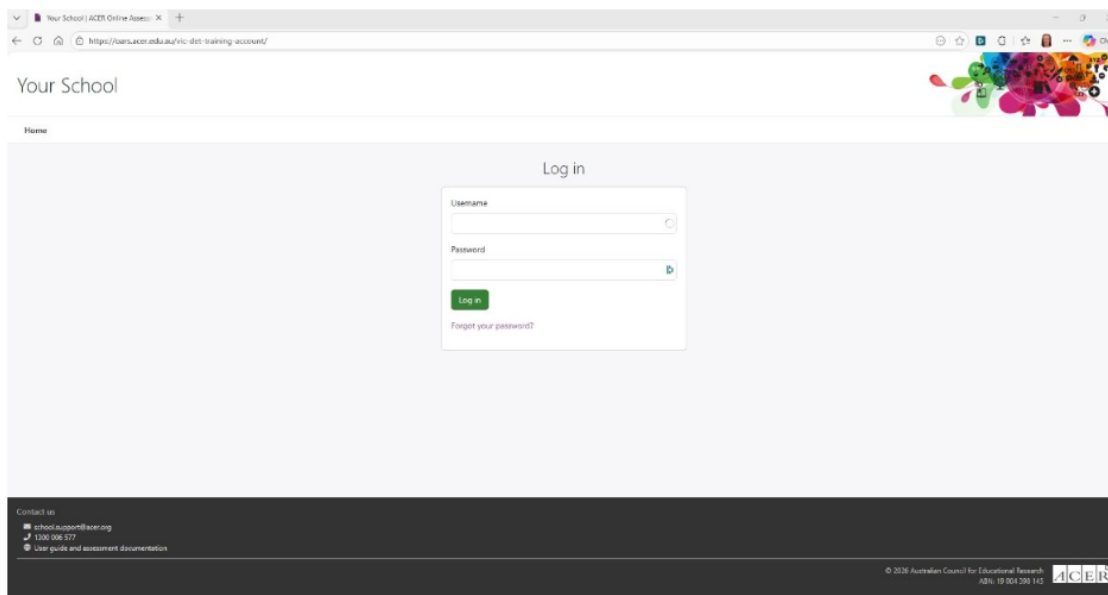 Your School | ACER Online Assess
https://oars.acer.edu.au/vic-det-training-account/
Your School
Home
Log in
Username
Password
Log in
Forgot your password?
Contact us
school.support@acer.org
1300 006 577
User guide and assessment documentation
© 2026 Australian Council for Educational Research
ABN: 19 004 398 145
ACER